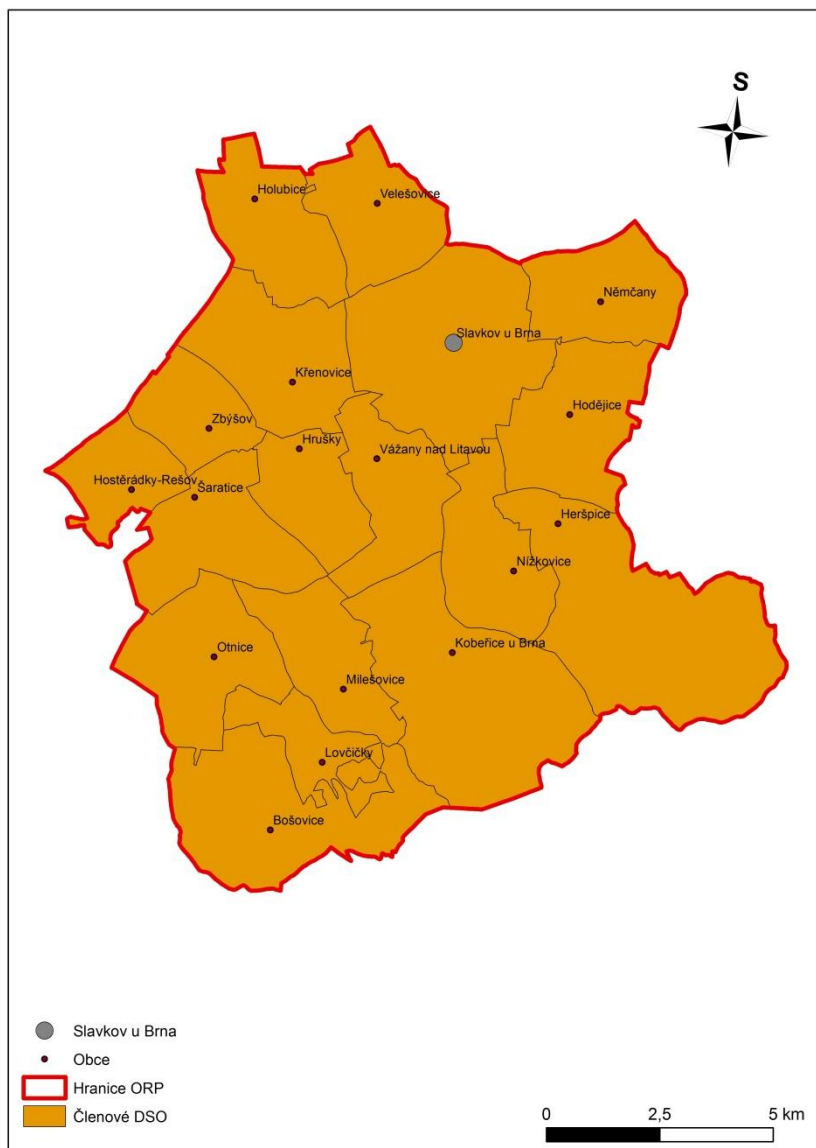 S
Holubice
Velešovice
Němčany
Slavkov u Brna
Křenovice
Hodějice
Zbýšov
Hrušky
Vážany nad Litavou
Hostěrádky-Rešov
Šaratice
Heršpice
Nížkovice
Otnice
Kobeřice u Brna
Milešovice
Lovčičky
Bošovice
Slavkov u Brna
Obce
Hranice ORP
Členové DSO
0 2,5 5 km